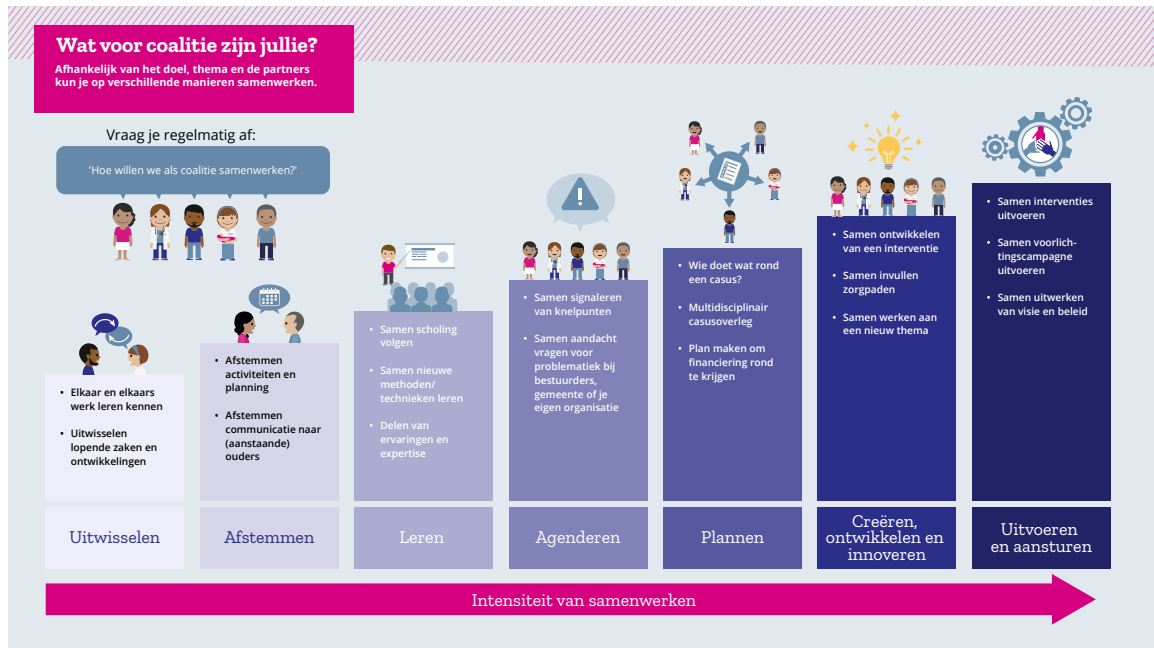 Wat voor coalitie zijn jullie?
Afhankelijk van het doel, thema en de partners
kun je op verschillende manieren samenwerken.
Vraag je regelmatig af:
'Hoe willen we als coalitie samenwerken?'
• Elkaar en elkaars
werk leren kennen
• Uitwisselen
lopende zaken en
ontwikkelingen
Uitwisselen
• Afstemmen
activiteiten en
planning
• Afstemmen
communicatie naar
(aanstaande)
ouders
Afstemmen
• Samen scholing
volgen
• Samen nieuwe
methoden/
technieken leren
• Delen van
ervaringen en
expertise
Leren
• Samen signaleren
van knelpunten
• Samen aandacht
vragen voor
problematiek bij
bestuurders,
gemeente of je
eigen organisatie
Agenderen
• Wie doet wat rond
een casus?
• Multidisciplinair
casusoverleg
• Plan maken om
financiering rond
te krijgen
Plannen
• Samen ontwikkelen
van een interventie
• Samen invullen
zorgpaden
• Samen werken aan
een nieuw thema
Creëren,
ontwikkelen en
innoveren
• Samen interventies
uitvoeren
• Samen voorlich-
tingscampagne
uitvoeren
• Samen uitwerken
van visie en beleid
Uitvoeren
en aansturen
Intensiteit van samenwerken